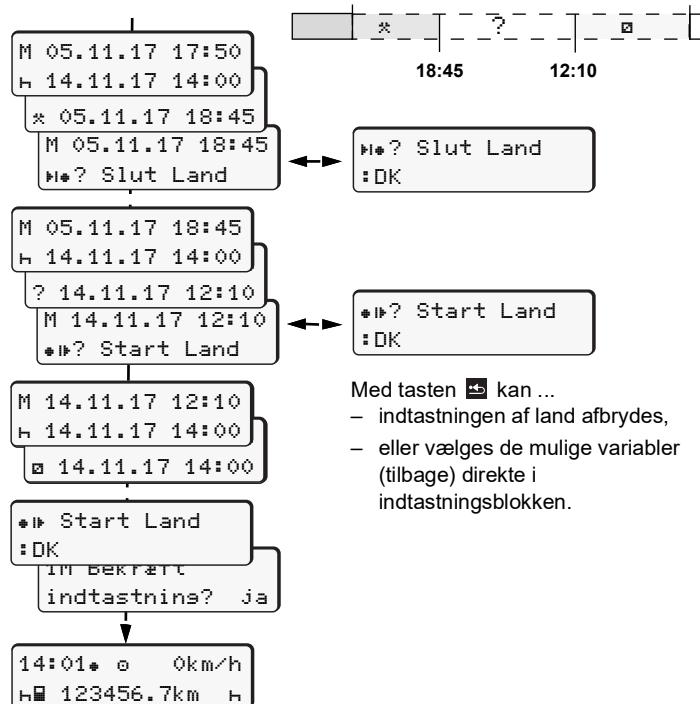 ?
18:45 12:10
M 05.11.17 17:50
14.11.17 14:00
05.11.17 18:45
M 05.11.17 18:45
? Slut Land
? Slut Land
:DK
M 05.11.17 18:45
14.11.17 14:00
? 14.11.17 12:10
M 14.11.17 12:10
? Start Land
? Start Land
:DK
Med tasten kan ...
– indtastningen af land afbrydes,
– eller vælges de mulige variabler
(tilbage) direkte i
indtastningsblokken.
M 14.11.17 12:10
14.11.17 14:00
14.11.17 14:00
Start Land
:DK
Bekræft
indtastning? ja
14:01 0km/h
123456.7km